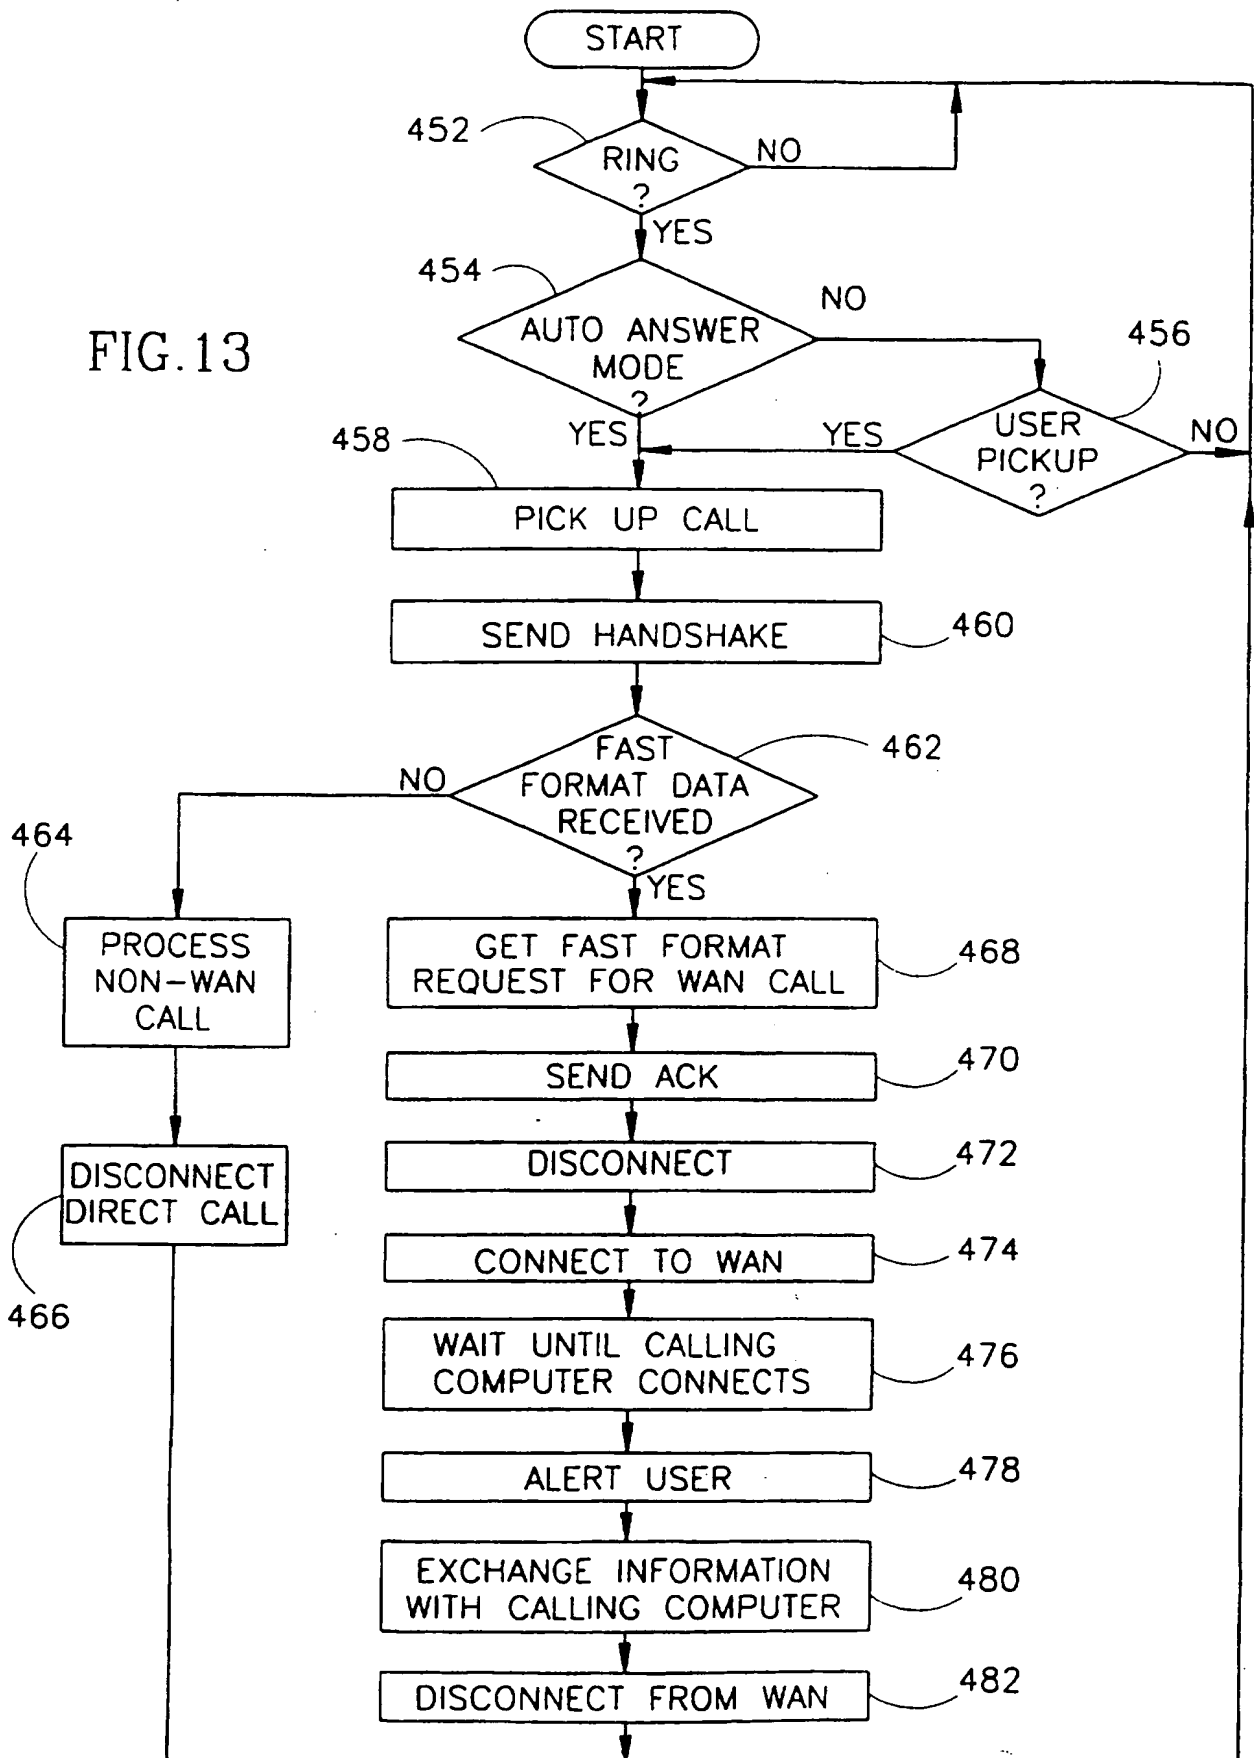 START
452
RING
?
NO
YES
454
AUTO ANSWER
MODE
?
NO
FIG.13
456
USER
PICKUP
?
YES
NO
YES
458
PICK UP CALL
SEND HANDSHAKE
460
FAST
FORMAT DATA
RECEIVED
?
462
NO
YES
464
PROCESS
NON-WAN
CALL
GET FAST FORMAT
REQUEST FOR WAN CALL
468
SEND ACK
470
DISCONNECT
472
DISCONNECT
DIRECT CALL
466
CONNECT TO WAN
474
WAIT UNTIL CALLING
COMPUTER CONNECTS
476
ALERT USER
478
EXCHANGE INFORMATION
WITH CALLING COMPUTER
480
DISCONNECT FROM WAN
482